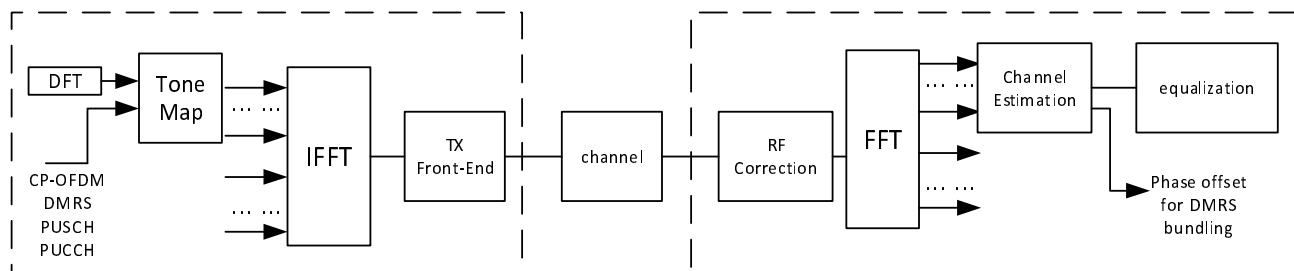 DFT
Tone
Map
... ...
... ...
CP-OFDM
DMRS
PUSCH
PUCCH
IFFT
TX
Front-End
channel
RF
Correction
FFT
... ...
... ...
Channel
Estimation
equalization
Phase offset
for DMRS
bundling